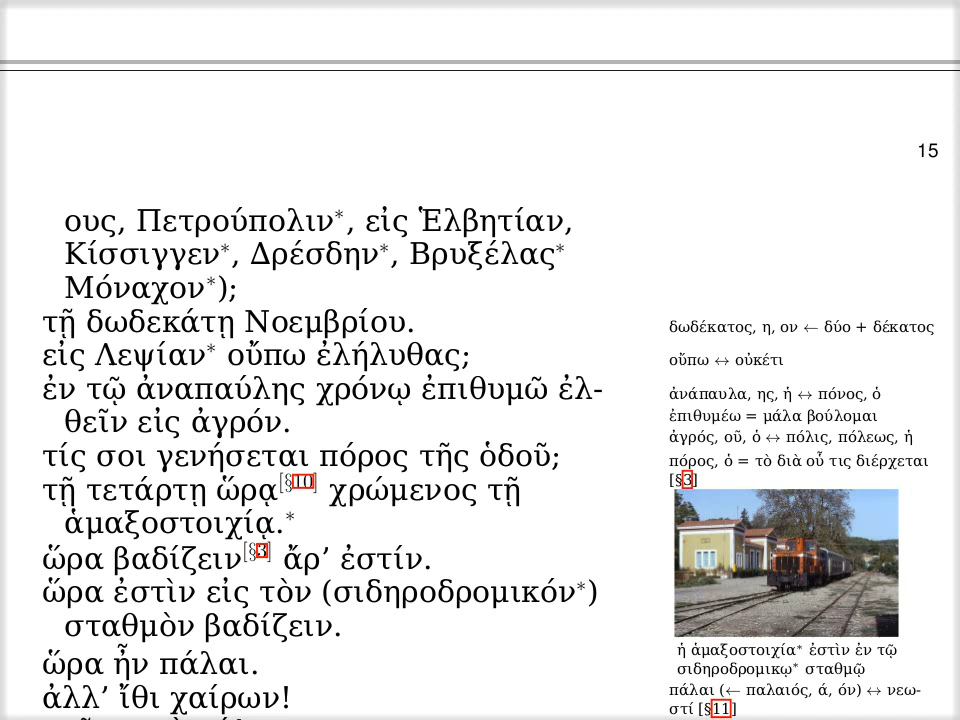 15
ους, Πετρούπολιν*, εἰς Ἑλβητίαν,
Κίσσιγγεν*, Δρέσδην*, Βρυξέλας*
Μόναχον*);
τῇ δωδεκάτῃ Νοεμβρίου.
εἰς Λεψίαν* οὔπω ἐλήλυθας;
ἐν τῷ ἀναπαύλης χρόνῳ ἐπιθυμῶ ἐλ-
θεῖν εἰς ἀγρόν.
τίς σοι γενήσεται πόρος τῆς ὁδοῦ;
τῇ τετάρτῃ ὥρᾳ[§10] χρώμενος τῇ
ἁμαξοστοιχίᾳ.*
ὥρα βαδίζειν[§3] ἄρ’ ἐστίν.
ὥρα ἐστὶν εἰς τὸν (σιδηροδρομικόν*)
σταθμὸν βαδίζειν.
ὥρα ἦν πάλαι.
ἀλλ’ ἴθι χαίρων!
δωδέκατος, η, ον ← δύο + δέκατος
οὔπω ↔ οὐκέτι
ἀνάπαυλα, ης, ἡ ↔ πόνος, ὁ
ἐπιθυμέω = μάλα βούλομαι
ἀγρός, οῦ, ὁ ↔ πόλις, πόλεως, ἡ
πόρος, ὁ = τὸ διὰ οὗ τις διέρχεται
[§3]
ἡ ἁμαξοστοιχία* ἐστὶν ἐν τῷ
σιδηροδρομικῳ* σταθμῷ
πάλαι (← παλαιός, ά, όν) ↔ νεω-
στί [§11]